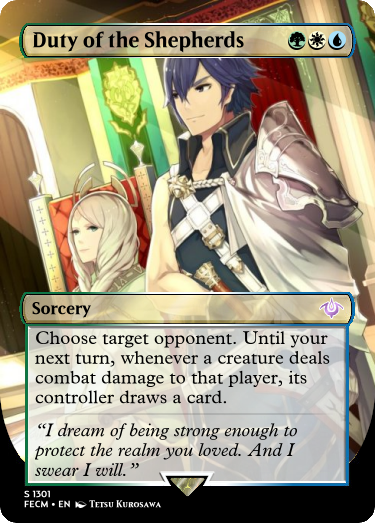 Duty of the Shepherds
Sorcery
Choose target opponent. Until your
next turn, whenever a creature deals
combat damage to that player, its
controller draws a card.
“I dream of being strong enough to
protect the realm you loved. And I
swear I will.”
S 1301
FECM • EN Tetsu Kurosawa